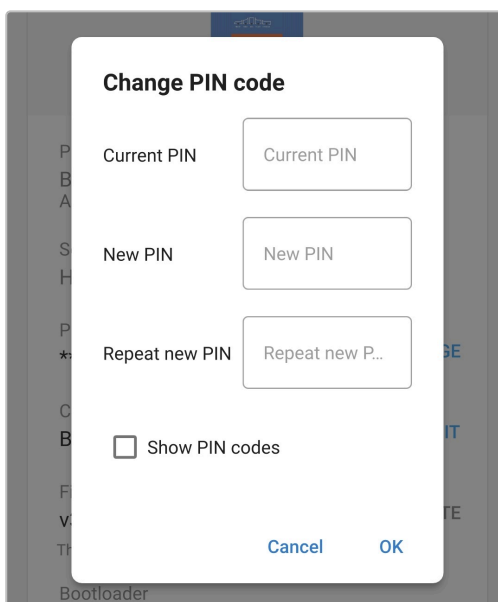 Change PIN code
Current PIN
Current PIN
New PIN
New PIN
Repeat new PIN
Repeat new P...
Show PIN codes
Cancel
OK
Bootloader